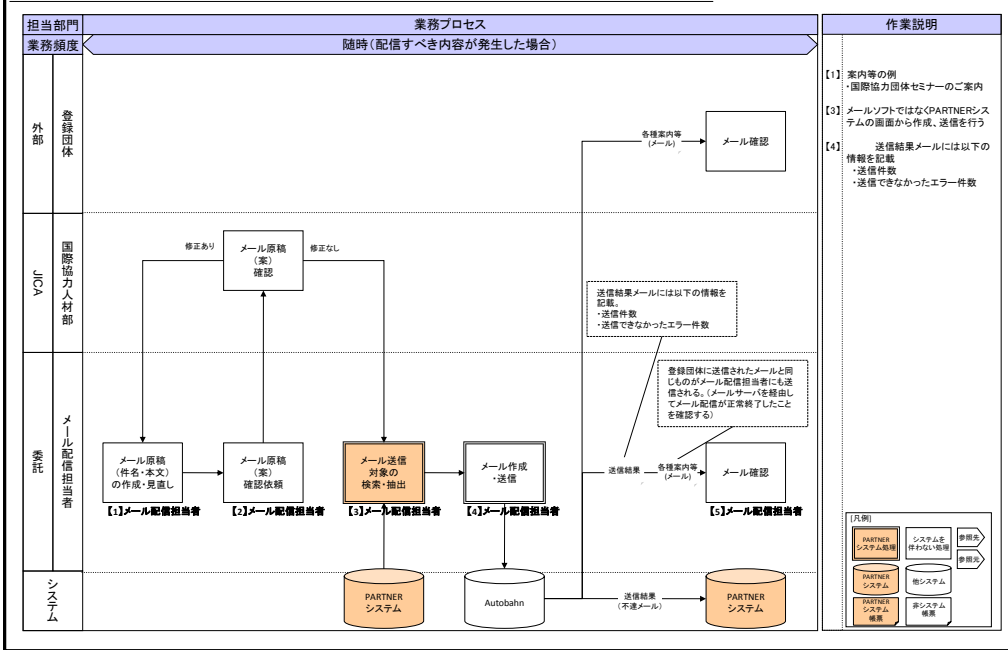 担当部門
業務プロセス
作業説明
業務頻度
随時(配信すべき内容が発生した場合)
外部
登録団体
各種案内等
(メール)
メール確認
JICA
国際協力人材部
修正あり
メール原稿
(案)
確認
修正なし
送信結果メールには以下の情報を
記載。
・送信件数
・送信できなかったエラー件数
登録団体に送信されたメールと同
じものがメール配信担当者にも送
信される。(メールサーバを経由し
てメール配信が正常終了したこと
を確認する)
委託
メール配信担当者
メール原稿
(件名・本文)
の作成・見直し
【1】メール配信担当者
メール原稿
(案)
確認依頼
【2】メール配信担当者
メール送信
対象の
検索・抽出
【3】メール配信担当者
メール作成
・送信
【4】メール配信担当者
送信結果
各種案内等
(メール)
メール確認
【5】メール配信担当者
システム
PARTNER
システム
Autobahn
送信結果
(不達メール)
PARTNER
システム
【1】 案内等の例
・国際協力団体セミナーのご案内
【3】 メールソフトではなくPARTNERシス
テムの画面から作成、送信を行う
【4】 送信結果メールには以下の
情報を記載
・送信件数
・送信できなかったエラー件数
[凡例]
PARTNER
システム処理
システムを
伴わない処理
参照先
参照元
PARTNER
システム
他システム
PARTNER
システム
帳票
非システム
帳票